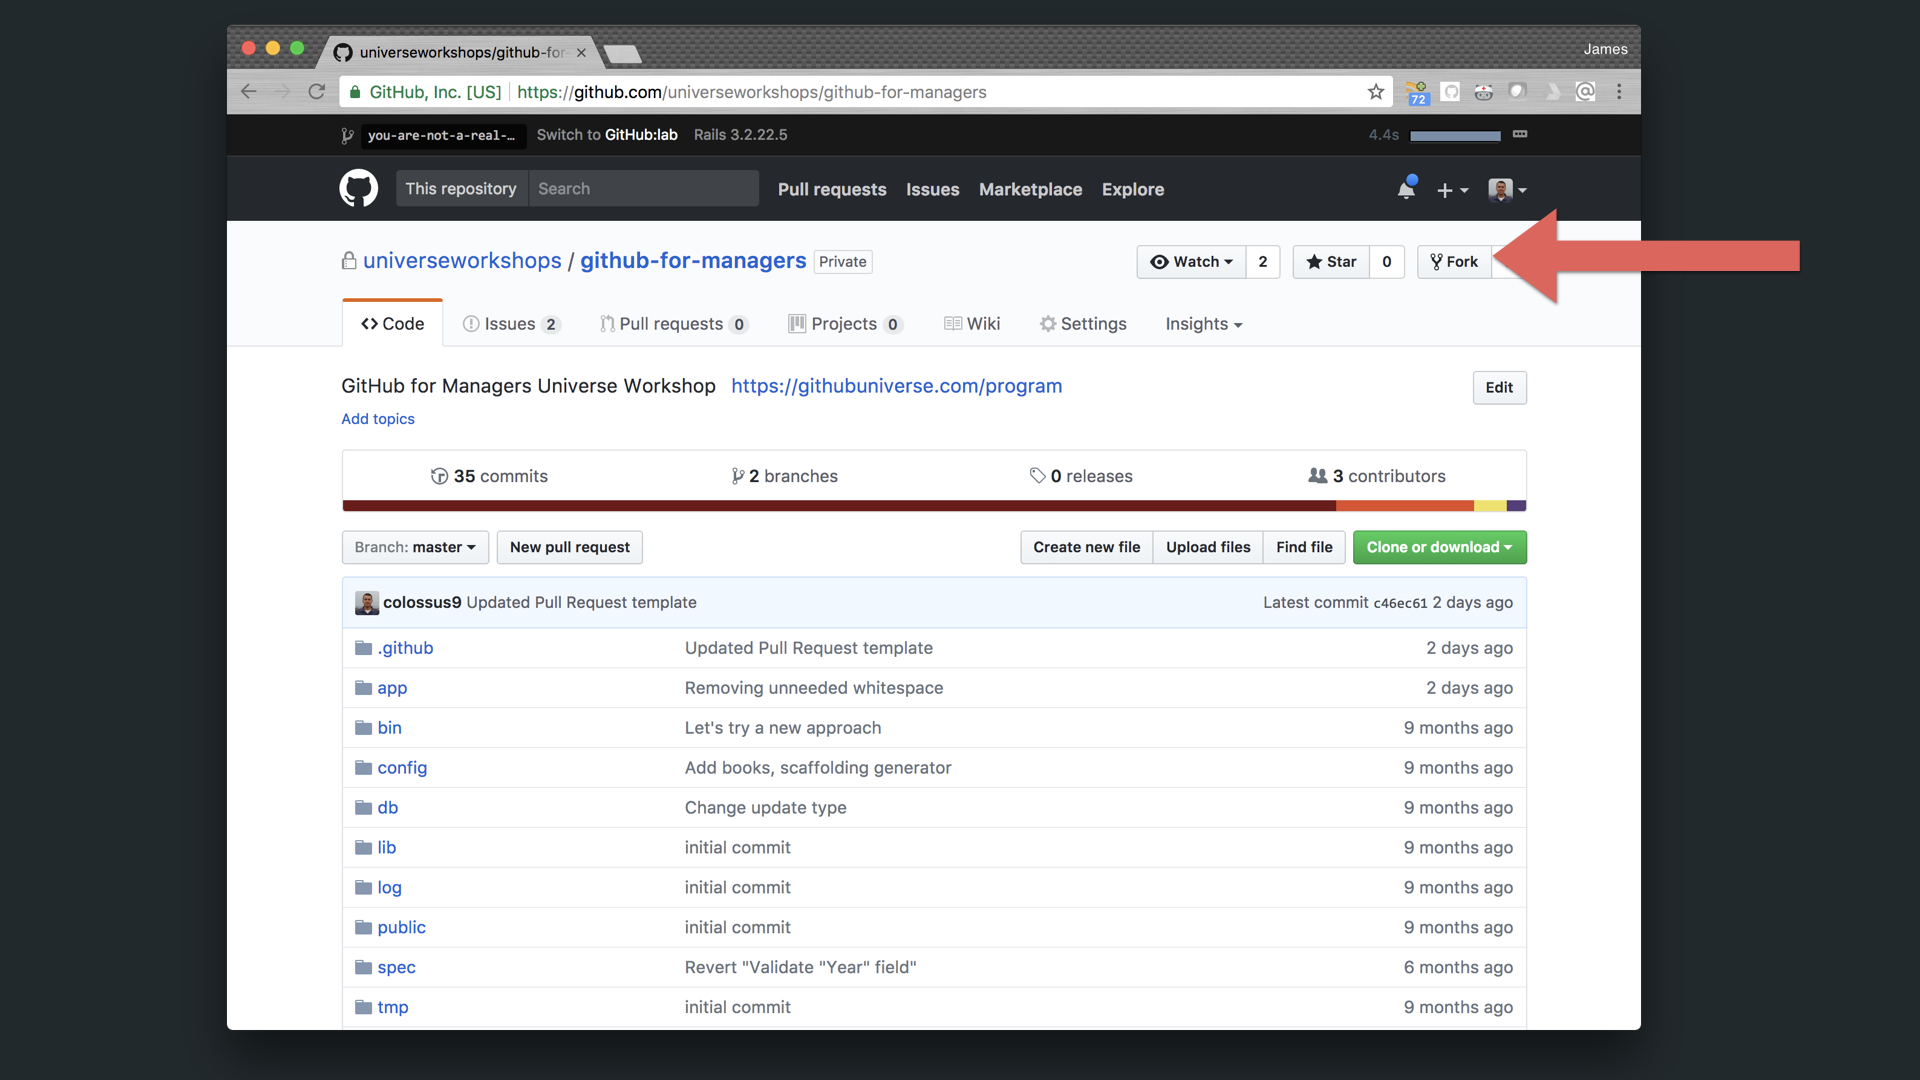 universeworkshops/github-for-
James
GitHub, Inc. [US] https://github.com/universeworkshops/github-for-managers
72
you-are-not-a-real-… Switch to GitHub:lab Rails 3.2.22.5 4.4s
This repository Search Pull requests Issues Marketplace Explore
universeworkshops / github-for-managers Private Watch 2 Star 0 Fork
Code Issues 2 Pull requests 0 Projects 0 Wiki Settings Insights
GitHub for Managers Universe Workshop https://githubuniverse.com/program Edit
Add topics
35 commits 2 branches 0 releases 3 contributors
Branch: master New pull request Create new file Upload files Find file Clone or download
colossus9 Updated Pull Request template Latest commit c46ec61 2 days ago
.github Updated Pull Request template 2 days ago
app Removing unneeded whitespace 2 days ago
bin Let's try a new approach 9 months ago
config Add books, scaffolding generator 9 months ago
db Change update type 9 months ago
lib initial commit 9 months ago
log initial commit 9 months ago
public initial commit 9 months ago
spec Revert "Validate "Year" field" 6 months ago
tmp initial commit 9 months ago